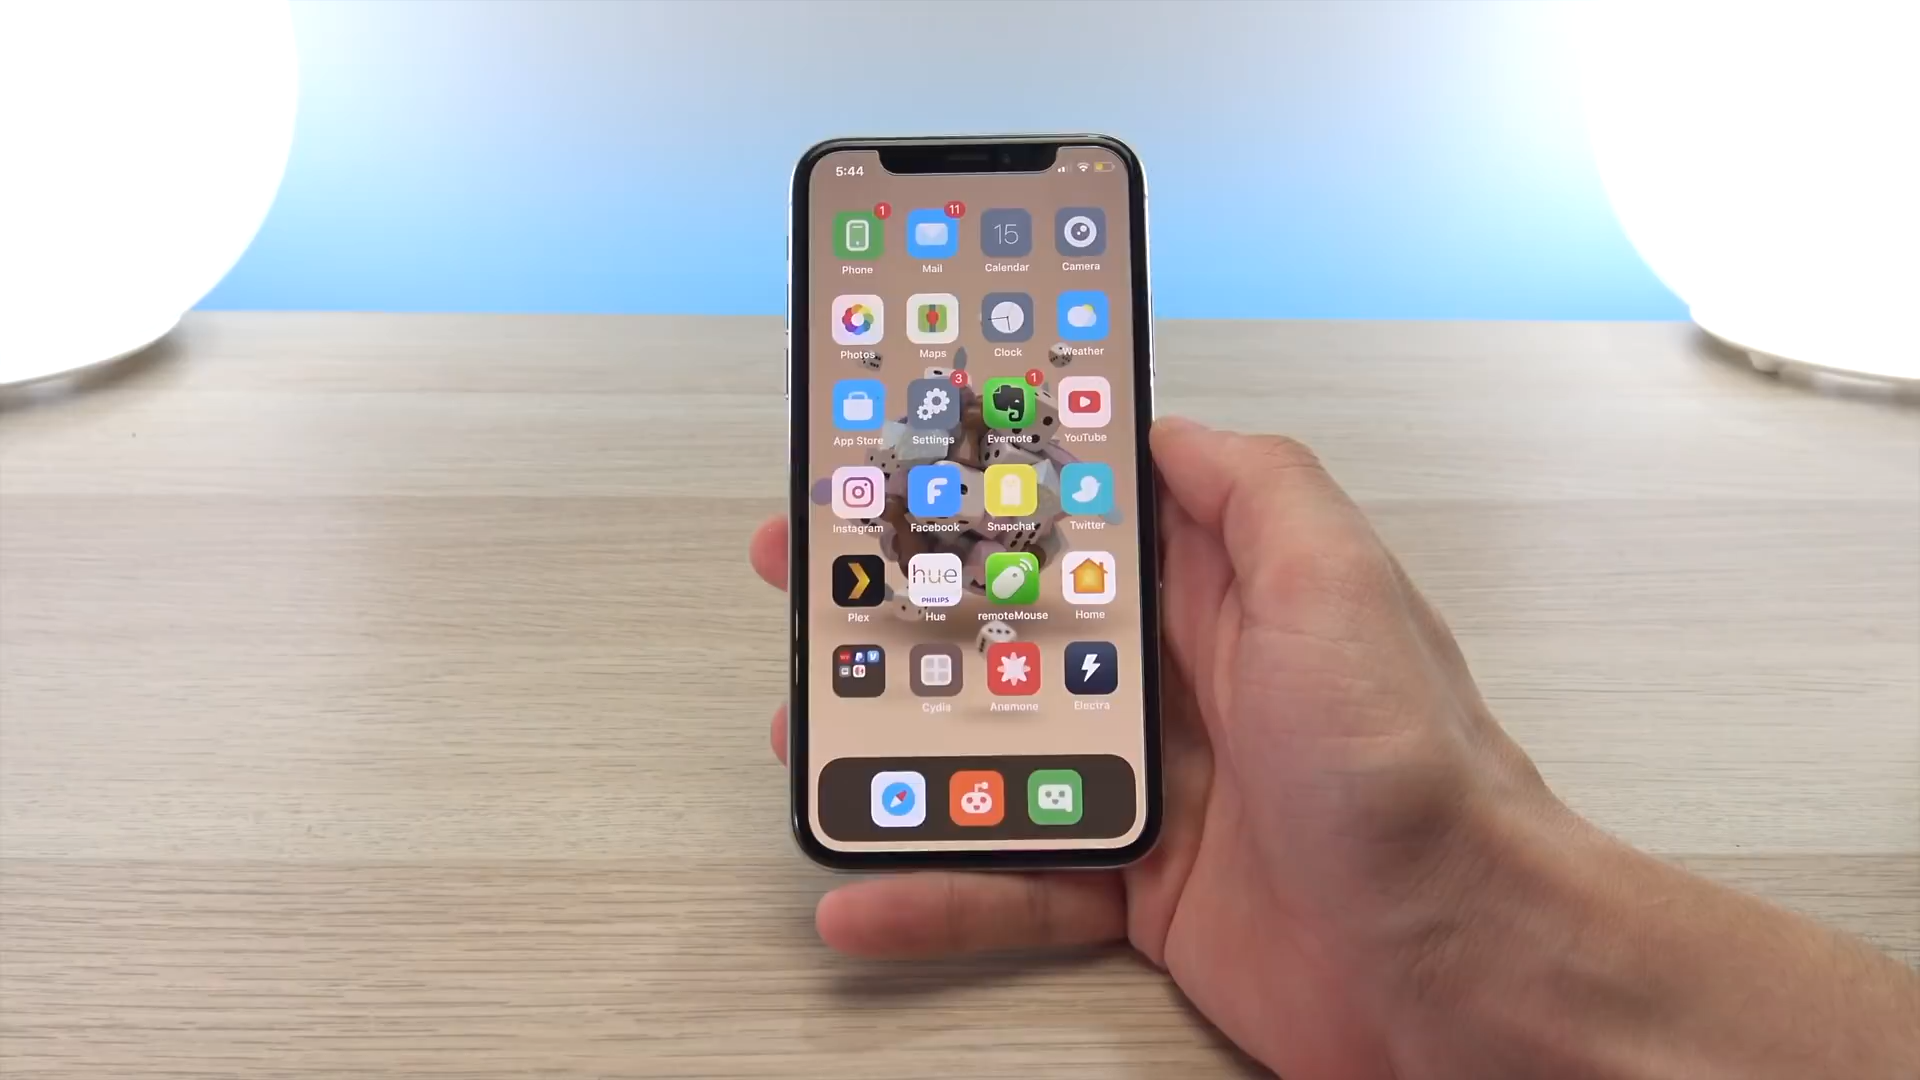 5:44
1
11
15
Phone
Mail
Calendar
Camera
Photos
Maps
Clock
Weather
3
1
App Store
Settings
Evernote
YouTube
Instagram
Facebook
Snapchat
Twitter
hue
PHILIPS
Plex
Hue
remoteMouse
Home
Cydia
Anemone
Electra